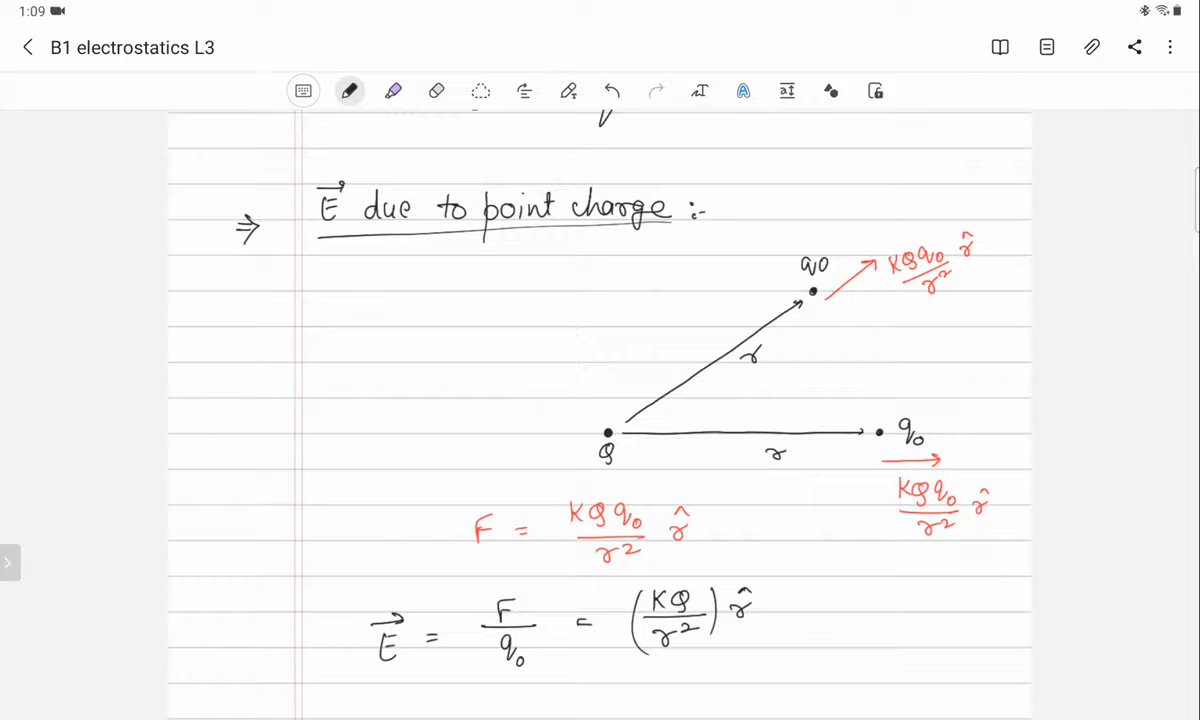 1:09
B1 electrostatics L3
⇒ E⃗ due to point charge :-
q0
KQq0/r² r̂
r
Q
r
q₀
KQq₀/r² r̂
F = KQq₀/r² r̂
E⃗ = F/q₀ = (KQ/r²) r̂